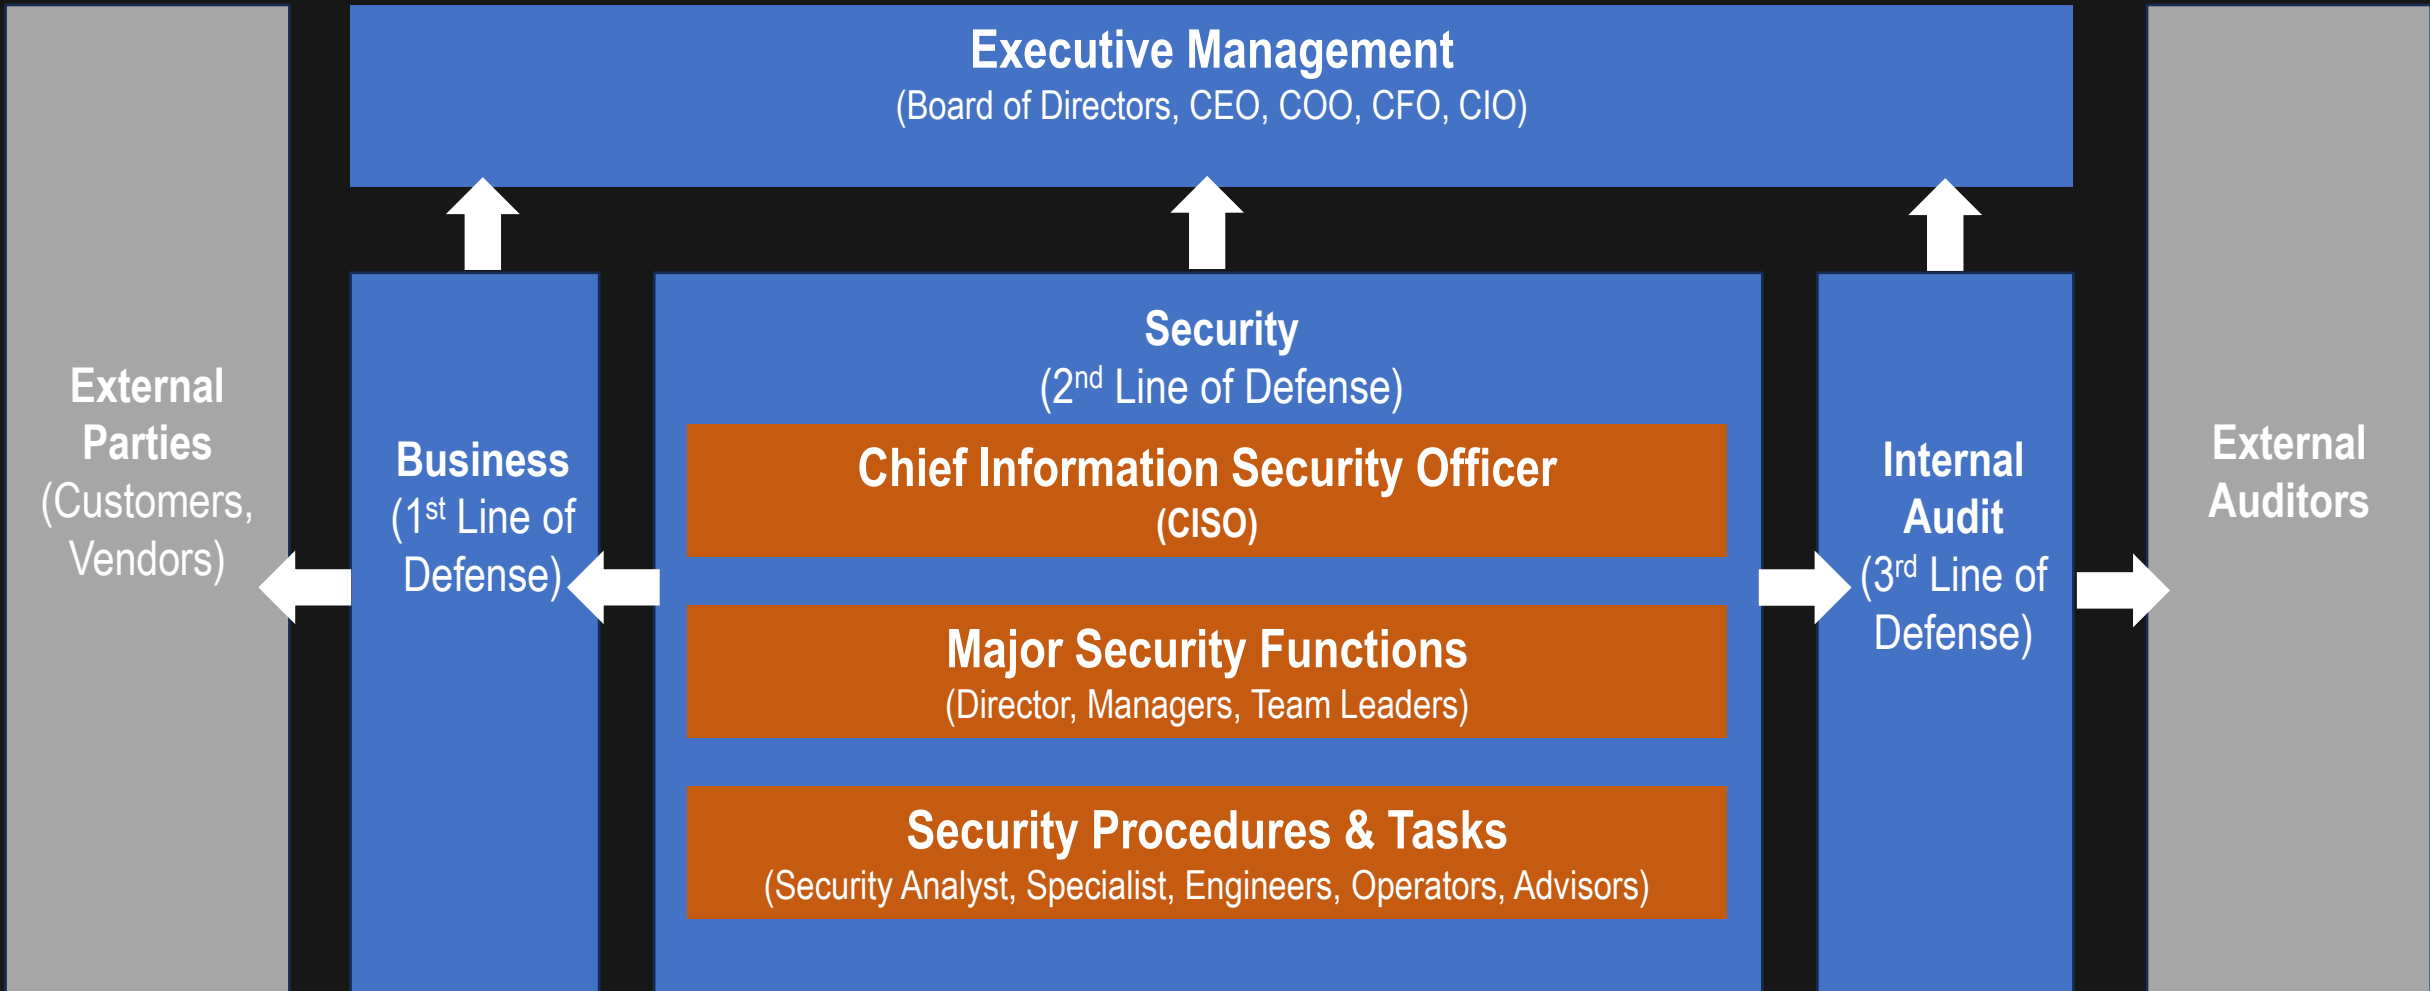 Executive Management
(Board of Directors, CEO, COO, CFO, CIO)
External
Parties
(Customers,
Vendors)
Business
(1st Line of
Defense)
Security
(2nd Line of Defense)
Chief Information Security Officer
(CISO)
Major Security Functions
(Director, Managers, Team Leaders)
Security Procedures & Tasks
(Security Analyst, Specialist, Engineers, Operators, Advisors)
Internal
Audit
(3rd Line of
Defense)
External
Auditors